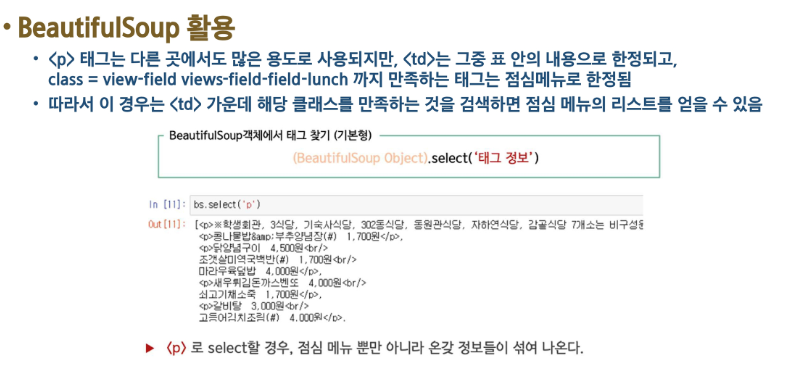 • BeautifulSoup 활용
• <p> 태그는 다른 곳에서도 많은 용도로 사용되지만, <td>는 그중 표 안의 내용으로 한정되고,
class = view-field views-field-field-lunch 까지 만족하는 태그는 점심메뉴로 한정됨
• 따라서 이 경우는 <td> 가운데 해당 클래스를 만족하는 것을 검색하면 점심 메뉴의 리스트를 얻을 수 있음
BeautifulSoup객체에서 태그 찾기 (기본형)
(BeautifulSoup Object).select('태그 정보')
In [11]: bs.select('p')
Out[11]: [<p>※학생회관, 3식당, 기숙사식당, 302동식당, 동원관식당, 자하연식당, 감골식당 7개소는 비구성원
<p>콩나물밥&amp;부추양념장(#) 1,700원</p>,
<p>닭양념구이 4,500원<br/>
조갯살미역국백반(#) 1,700원<br/>
마라우육덮밥 4,000원</p>,
<p>새우튀김돈까스벤또 4,000원<br/>
쇠고기채소죽 1,700원</p>,
<p>갈비탕 3,000원<br/>
고등어김치조림(#) 4,000원</p>,
▶ <p> 로 select할 경우, 점심 메뉴 뿐만 아니라 온갖 정보들이 섞여 나온다.